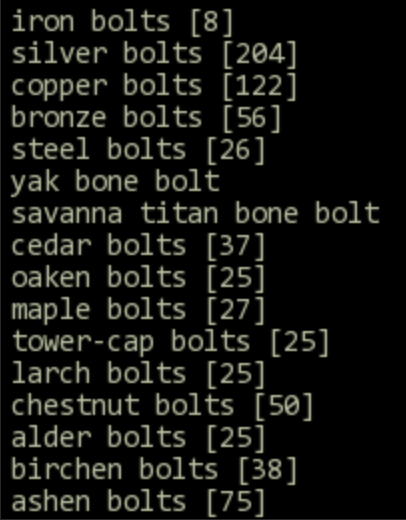 iron bolts [8]
silver bolts [204]
copper bolts [122]
bronze bolts [56]
steel bolts [26]
yak bone bolt
savanna titan bone bolt
cedar bolts [37]
oaken bolts [25]
maple bolts [27]
tower-cap bolts [25]
larch bolts [25]
chestnut bolts [50]
alder bolts [25]
birchen bolts [38]
ashen bolts [75]